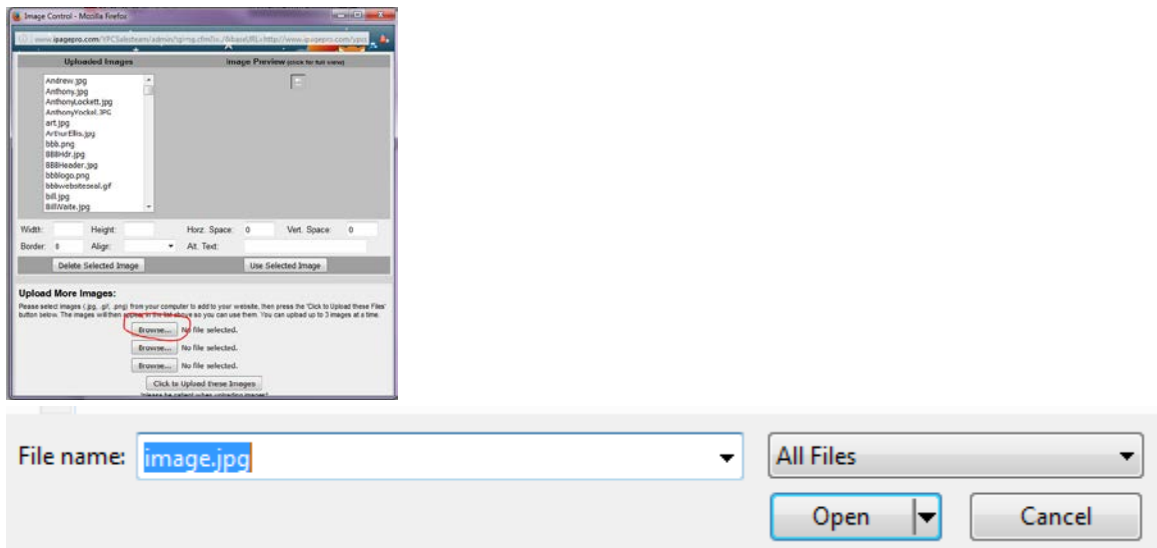 Image Control - Mozilla Firefox
Uploaded Images Image Preview (click for full view)
Andrew.jpg
Anthony.jpg
AnthonyLockett.jpg
AnthonyYockel.JPG
art.jpg
ArthurEllis.jpg
bbb.png
BBBHdr.jpg
BBBHeader.jpg
bbblogo.png
bbbwebsiteseal.gif
bill.jpg
BillWaite.jpg
Width: Height: Horz. Space: 0 Vert. Space: 0
Border: 0 Align: Alt. Text:
Delete Selected Image Use Selected Image
Upload More Images:
Please select images (.jpg, .gif, .png) from your computer to add to your website, then press the 'Click to Upload these Files'
button below. The images will then appear in the list above so you can use them. You can upload up to 3 images at a time.
Browse... No file selected.
Browse... No file selected.
Browse... No file selected.
Click to Upload these Images
*please be patient when uploading images*
File name: image.jpg All Files
Open Cancel